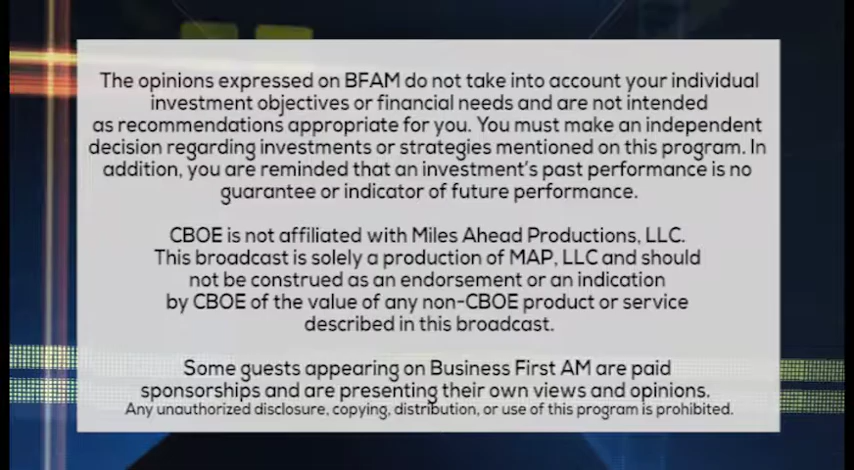 The opinions expressed on BFAM do not take into account your individual
investment objectives or financial needs and are not intended
as recommendations appropriate for you. You must make an independent
decision regarding investments or strategies mentioned on this program. In
addition, you are reminded that an investment's past performance is no
guarantee or indicator of future performance.
CBOE is not affiliated with Miles Ahead Productions, LLC.
This broadcast is solely a production of MAP, LLC and should
not be construed as an endorsement or an indication
by CBOE of the value of any non-CBOE product or service
described in this broadcast.
Some guests appearing on Business First AM are paid
sponsorships and are presenting their own views and opinions.
Any unauthorized disclosure, copying, distribution, or use of this program is prohibited.